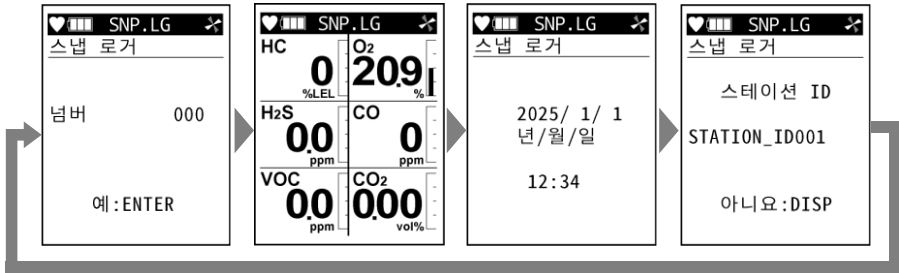 SNP.LG
스냅 로거
넘버 000
예:ENTER
SNP.LG
HC
0
%LEL
O2
20.9
%
H2S
0.0
ppm
CO
0
ppm
VOC
0.0
ppm
CO2
0.00
vol%
SNP.LG
스냅 로거
2025/ 1/ 1
년/월/일
12:34
SNP.LG
스냅 로거
스테이션 ID
STATION_ID001
아니요:DISP